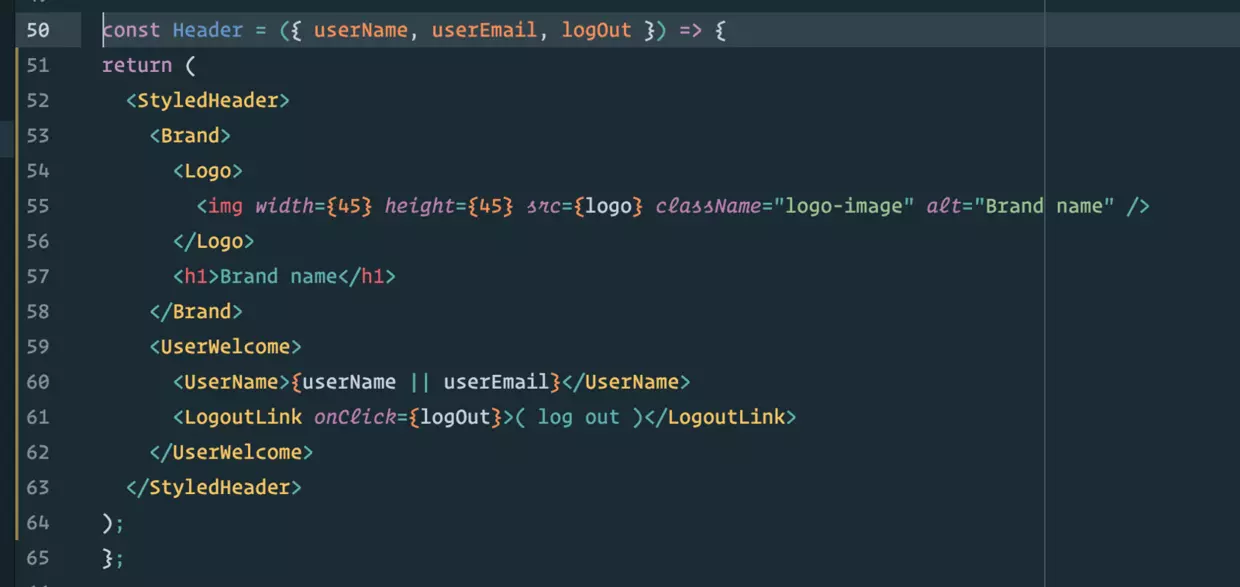 50 const Header = ({ userName, userEmail, logOut }) => {
51 return (
52 <StyledHeader>
53 <Brand>
54 <Logo>
55 <img width={45} height={45} src={logo} className="logo-image" alt="Brand name" />
56 </Logo>
57 <h1>Brand name</h1>
58 </Brand>
59 <UserWelcome>
60 <UserName>{userName || userEmail}</UserName>
61 <LogoutLink onClick={logOut}>( log out )</LogoutLink>
62 </UserWelcome>
63 </StyledHeader>
64 );
65 };